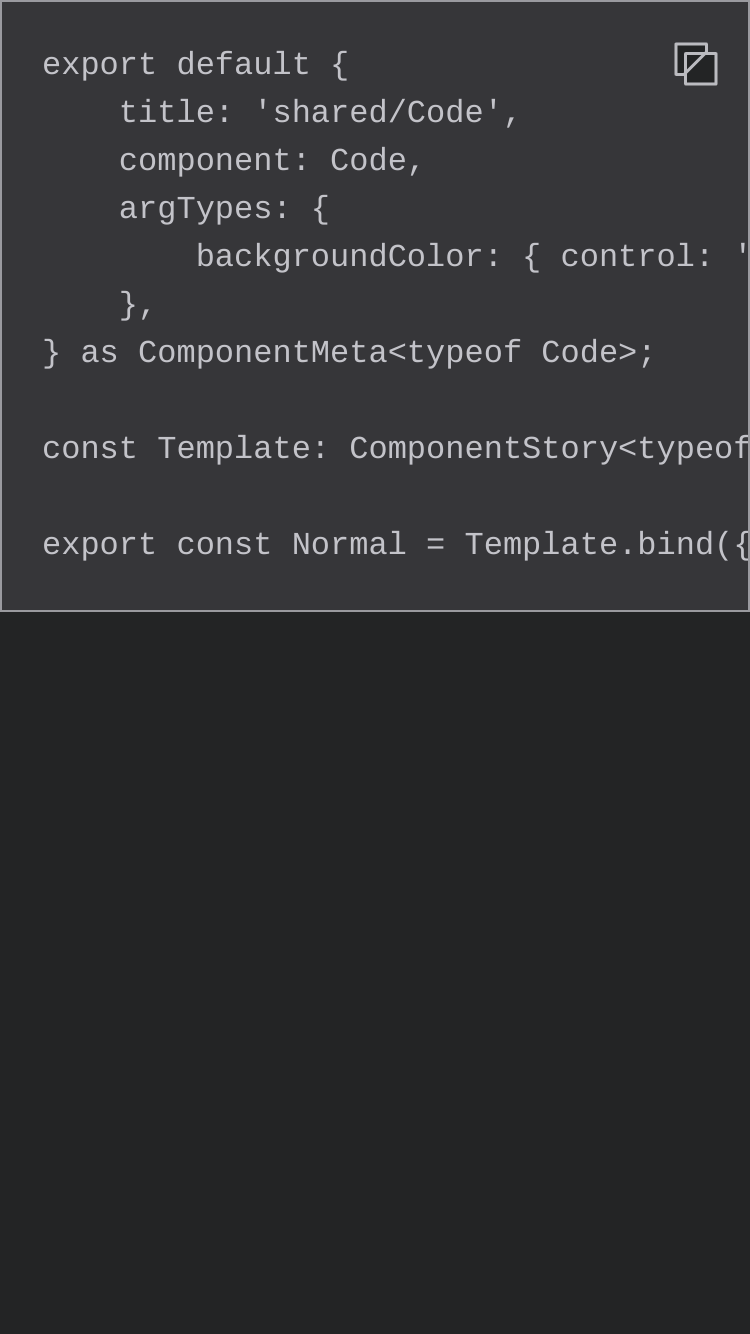 export default {
    title: 'shared/Code',
    component: Code,
    argTypes: {
        backgroundColor: { control: '
    },
} as ComponentMeta<typeof Code>;

const Template: ComponentStory<typeof

export const Normal = Template.bind({